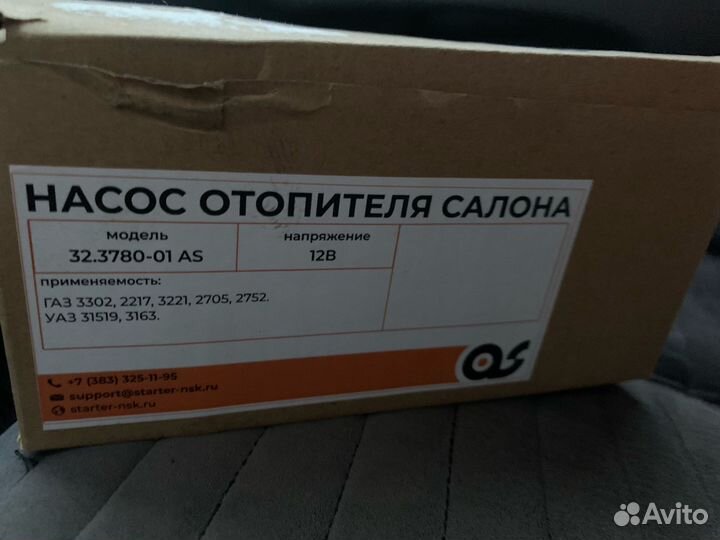 НАСОС ОТОПИТЕЛЯ САЛОНА
модель
32.3780-01 AS
напряжение
12В
применяемость:
ГАЗ 3302, 2217, 3221, 2705, 2752.
УАЗ 31519, 3163.
+7 (383) 325-11-95
support@starter-nsk.ru
starter-nsk.ru
as
Avito